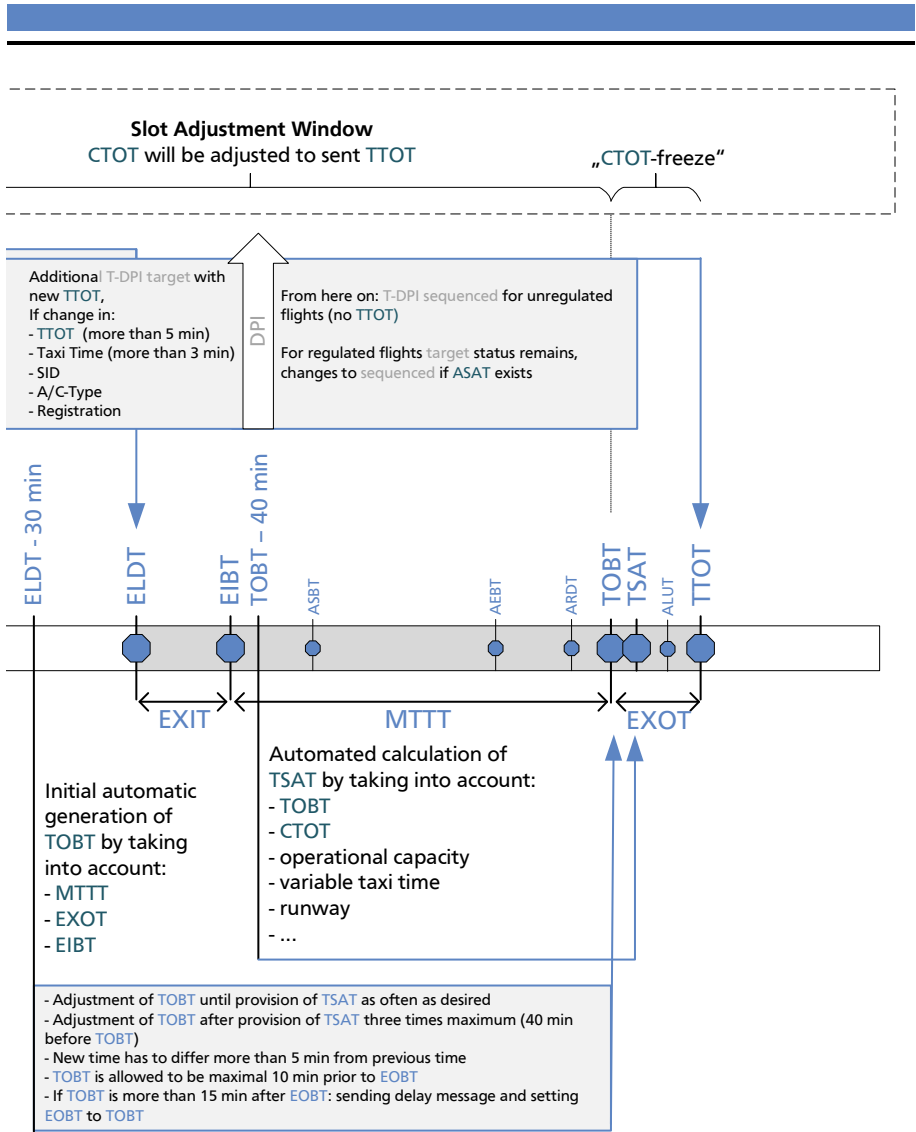 Slot Adjustment Window
CTOT will be adjusted to sent TTOT
„CTOT-freeze“
Additional T-DPI target with
new TTOT,
If change in:
- TTOT (more than 5 min)
- Taxi Time (more than 3 min)
- SID
- A/C-Type
- Registration
DPI
From here on: T-DPI sequenced for unregulated
flights (no TTOT)
For regulated flights target status remains,
changes to sequenced if ASAT exists
ELDT - 30 min
ELDT
EIBT
TOBT – 40 min
ASBT
AEBT
ARDT
TOBT
TSAT
ALUT
TTOT
EXIT
MTTT
EXOT
Initial automatic
generation of
TOBT by taking
into account:
- MTTT
- EXOT
- EIBT
Automated calculation of
TSAT by taking into account:
- TOBT
- CTOT
- operational capacity
- variable taxi time
- runway
- ...
- Adjustment of TOBT until provision of TSAT as often as desired
- Adjustment of TOBT after provision of TSAT three times maximum (40 min
before TOBT)
- New time has to differ more than 5 min from previous time
- TOBT is allowed to be maximal 10 min prior to EOBT
- If TOBT is more than 15 min after EOBT: sending delay message and setting
EOBT to TOBT